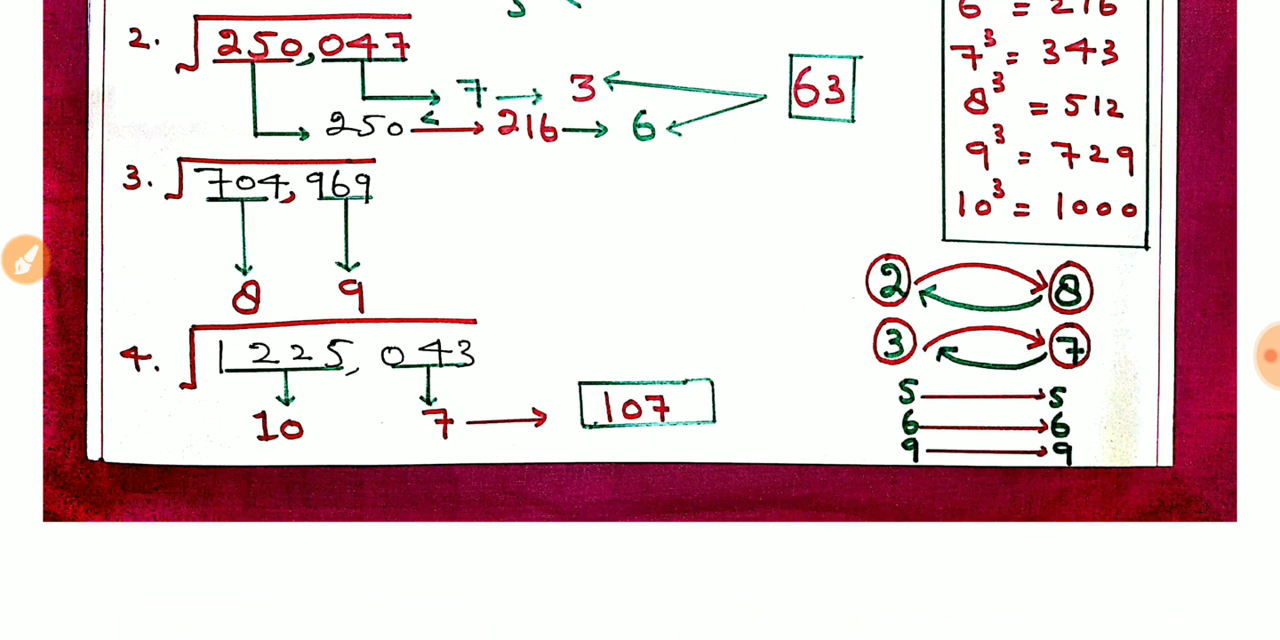 6 = 216
2. √250,047
7 → 3
63
250 < → 216 → 6
7³ = 343
8³ = 512
9³ = 729
10³ = 1000
3. √704,969
8 9
4. √1225,043
10 7 → 107
2 8
3 7
5 → 5
6 → 6
9 → 9